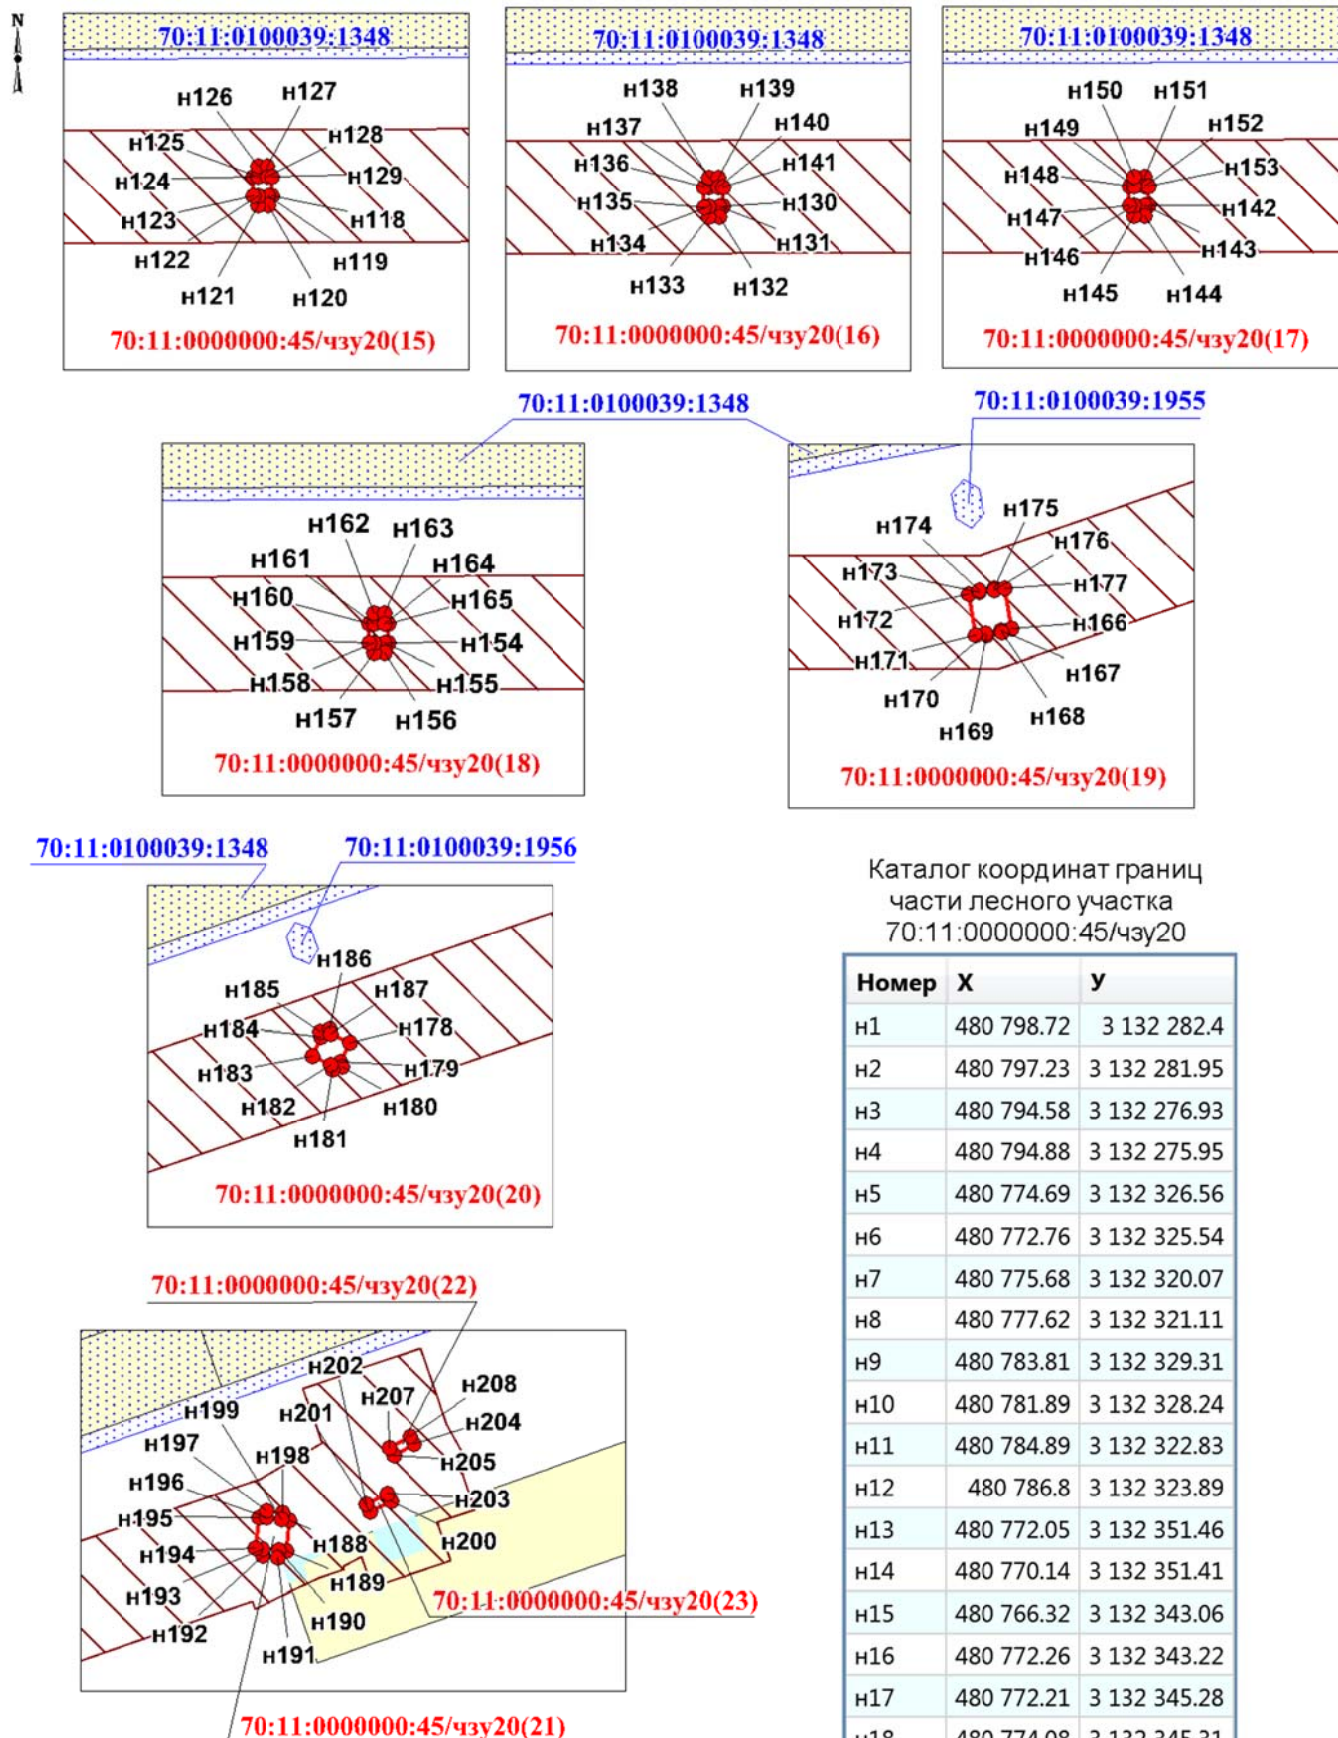 N
70:11:0100039:1348
н126 н127
н125 н128
н124 н129
н123 н118
н122 н119
н121 н120
70:11:0000000:45/чзу20(15)
70:11:0100039:1348
н138 н139
н137 н140
н136 н141
н135 н130
н134 н131
н133 н132
70:11:0000000:45/чзу20(16)
70:11:0100039:1348
н150 н151
н149 н152
н148 н153
н147 н142
н146 н143
н145 н144
70:11:0000000:45/чзу20(17)
70:11:0100039:1348
70:11:0100039:1955
н162 н163
н161 н164
н160 н165
н159 н154
н158 н155
н157 н156
70:11:0000000:45/чзу20(18)
н174 н175
н173 н176
н172 н177
н171 н166
н170 н167
н169 н168
70:11:0000000:45/чзу20(19)
70:11:0100039:1348
70:11:0100039:1956
н186
н185 н187
н184 н178
н183 н179
н182 н180
н181
70:11:0000000:45/чзу20(20)
70:11:0000000:45/чзу20(22)
н202
н207 н208
н199 н201 н204
н197 н198 н205
н196 н203
н195 н188 н200
н194 н189
н193 н190
н192 н191
70:11:0000000:45/чзу20(23)
70:11:0000000:45/чзу20(21)
Каталог координат границ
части лесного участка
70:11:0000000:45/чзу20
Номер X У
н1 480 798.72 3 132 282.4
н2 480 797.23 3 132 281.95
н3 480 794.58 3 132 276.93
н4 480 794.88 3 132 275.95
н5 480 774.69 3 132 326.56
н6 480 772.76 3 132 325.54
н7 480 775.68 3 132 320.07
н8 480 777.62 3 132 321.11
н9 480 783.81 3 132 329.31
н10 480 781.89 3 132 328.24
н11 480 784.89 3 132 322.83
н12 480 786.8 3 132 323.89
н13 480 772.05 3 132 351.46
н14 480 770.14 3 132 351.41
н15 480 766.32 3 132 343.06
н16 480 772.26 3 132 343.22
н17 480 772.21 3 132 345.28
н18 480 774.08 3 132 345.31